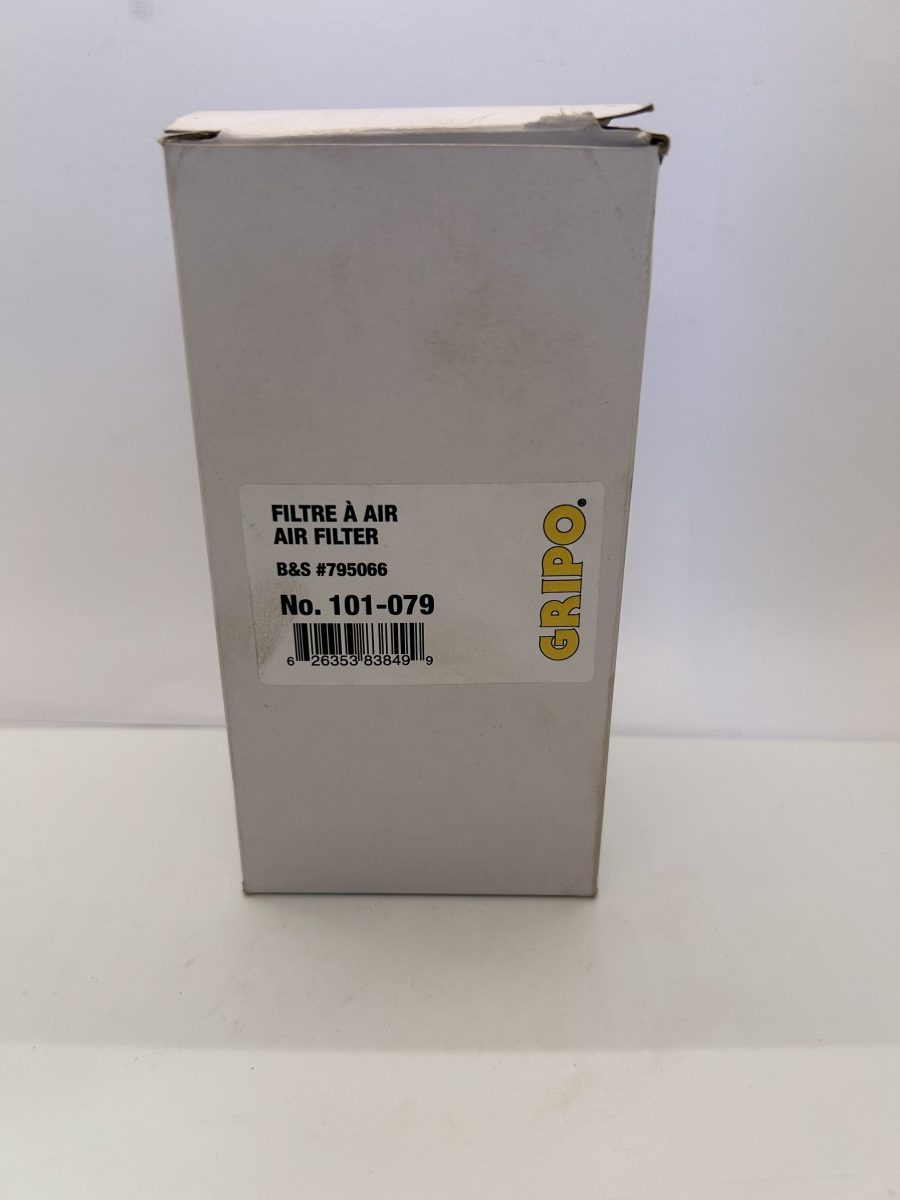 FILTRE À AIR
AIR FILTER
B&S #795066
No. 101-079
6 26353 83849 9
GRIPO®